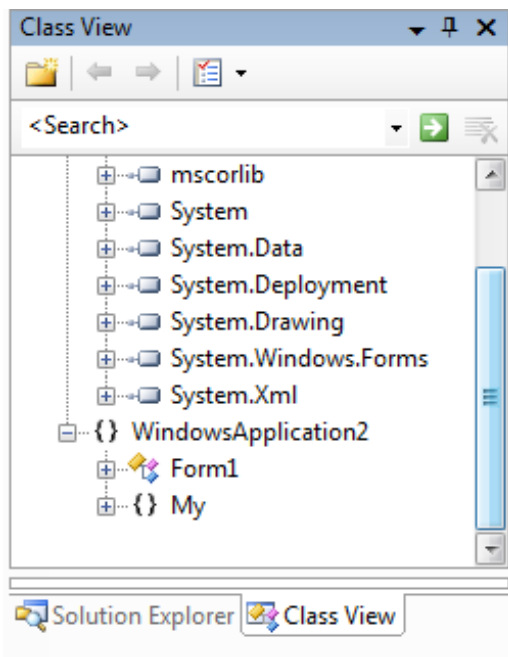 Class View
<Search>
mscorlib
System
System.Data
System.Deployment
System.Drawing
System.Windows.Forms
System.Xml
{} WindowsApplication2
Form1
{} My
Solution Explorer Class View